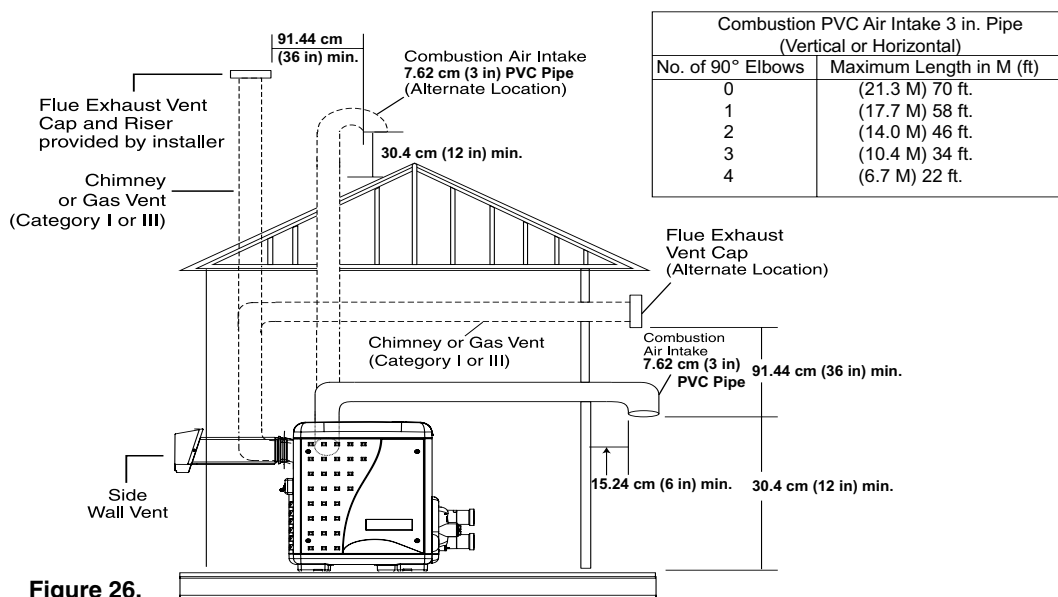 91.44 cm
(36 in) min.
Combustion Air Intake
7.62 cm (3 in) PVC Pipe
(Alternate Location)
Flue Exhaust Vent
Cap and Riser
provided by installer
30.4 cm (12 in) min.
Chimney
or Gas Vent
(Category I or III)
Combustion PVC Air Intake 3 in. Pipe
(Vertical or Horizontal)
No. of 90° Elbows Maximum Length in M (ft)
0 (21.3 M) 70 ft.
1 (17.7 M) 58 ft.
2 (14.0 M) 46 ft.
3 (10.4 M) 34 ft.
4 (6.7 M) 22 ft.
Flue Exhaust
Vent Cap
(Alternate Location)
Chimney or Gas Vent
(Category I or III)
Combustion
Air Intake
7.62 cm (3 in)
PVC Pipe
91.44 cm (36 in) min.
Side
Wall Vent
15.24 cm (6 in) min.
30.4 cm (12 in) min.
Figure 26.